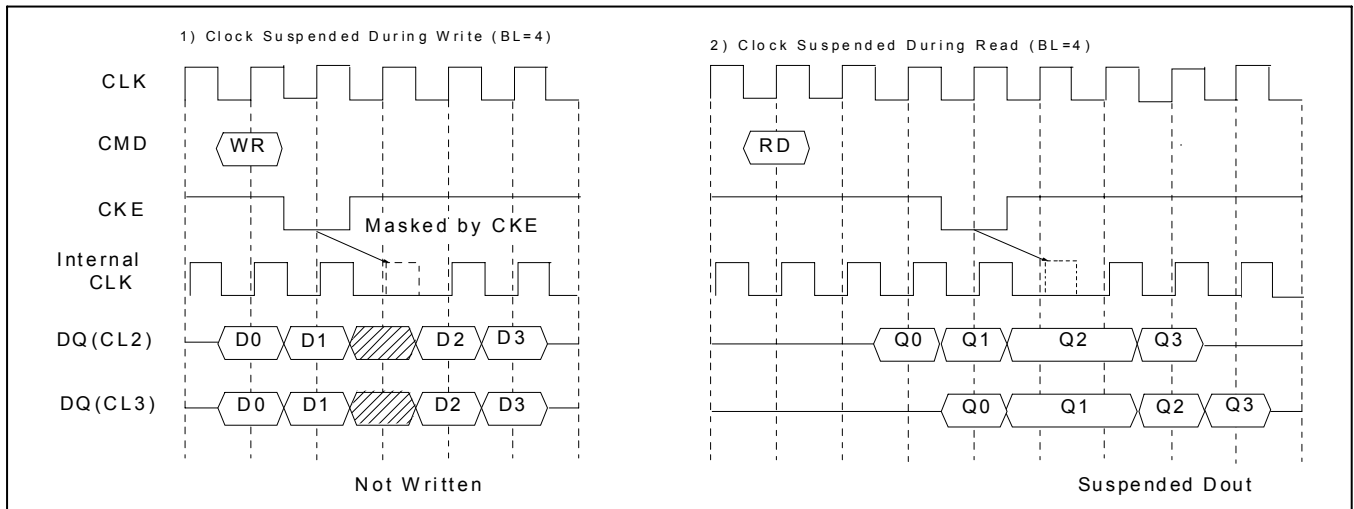 1) Clock Suspended During Write (BL=4)
2) Clock Suspended During Read (BL=4)
CLK
CMD
WR
RD
CKE
Masked by CKE
Internal
CLK
DQ(CL2)
D0 D1 D2 D3
Q0 Q1 Q2 Q3
DQ(CL3)
D0 D1 D2 D3
Q0 Q1 Q2 Q3
Not Written
Suspended Dout